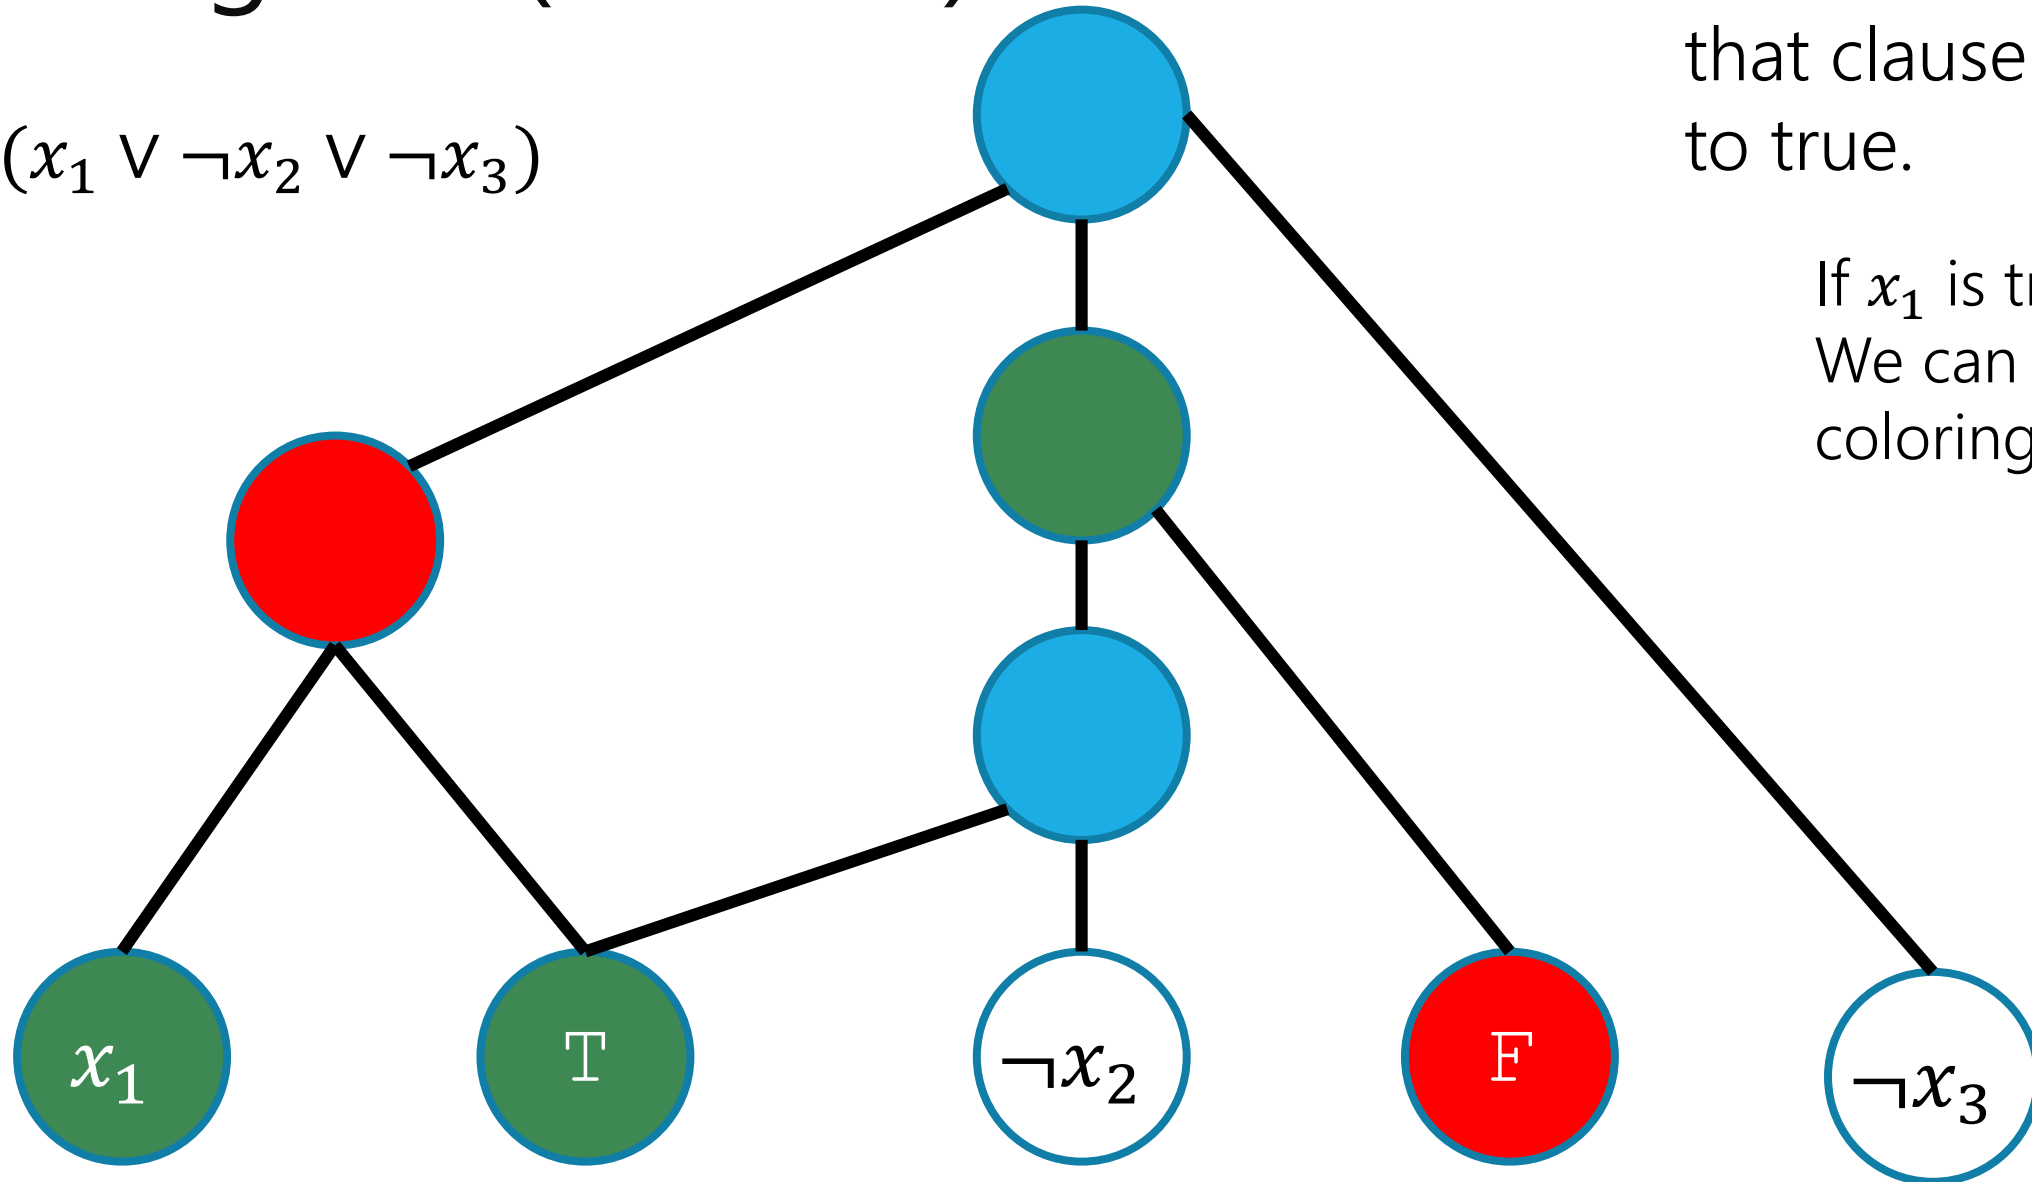 (𝑥₁ ∨ ¬𝑥₂ ∨ ¬𝑥₃)
that clause
to true.
If 𝑥₁ is
We can
coloring
𝑥₁
T
¬𝑥₂
F
¬𝑥₃